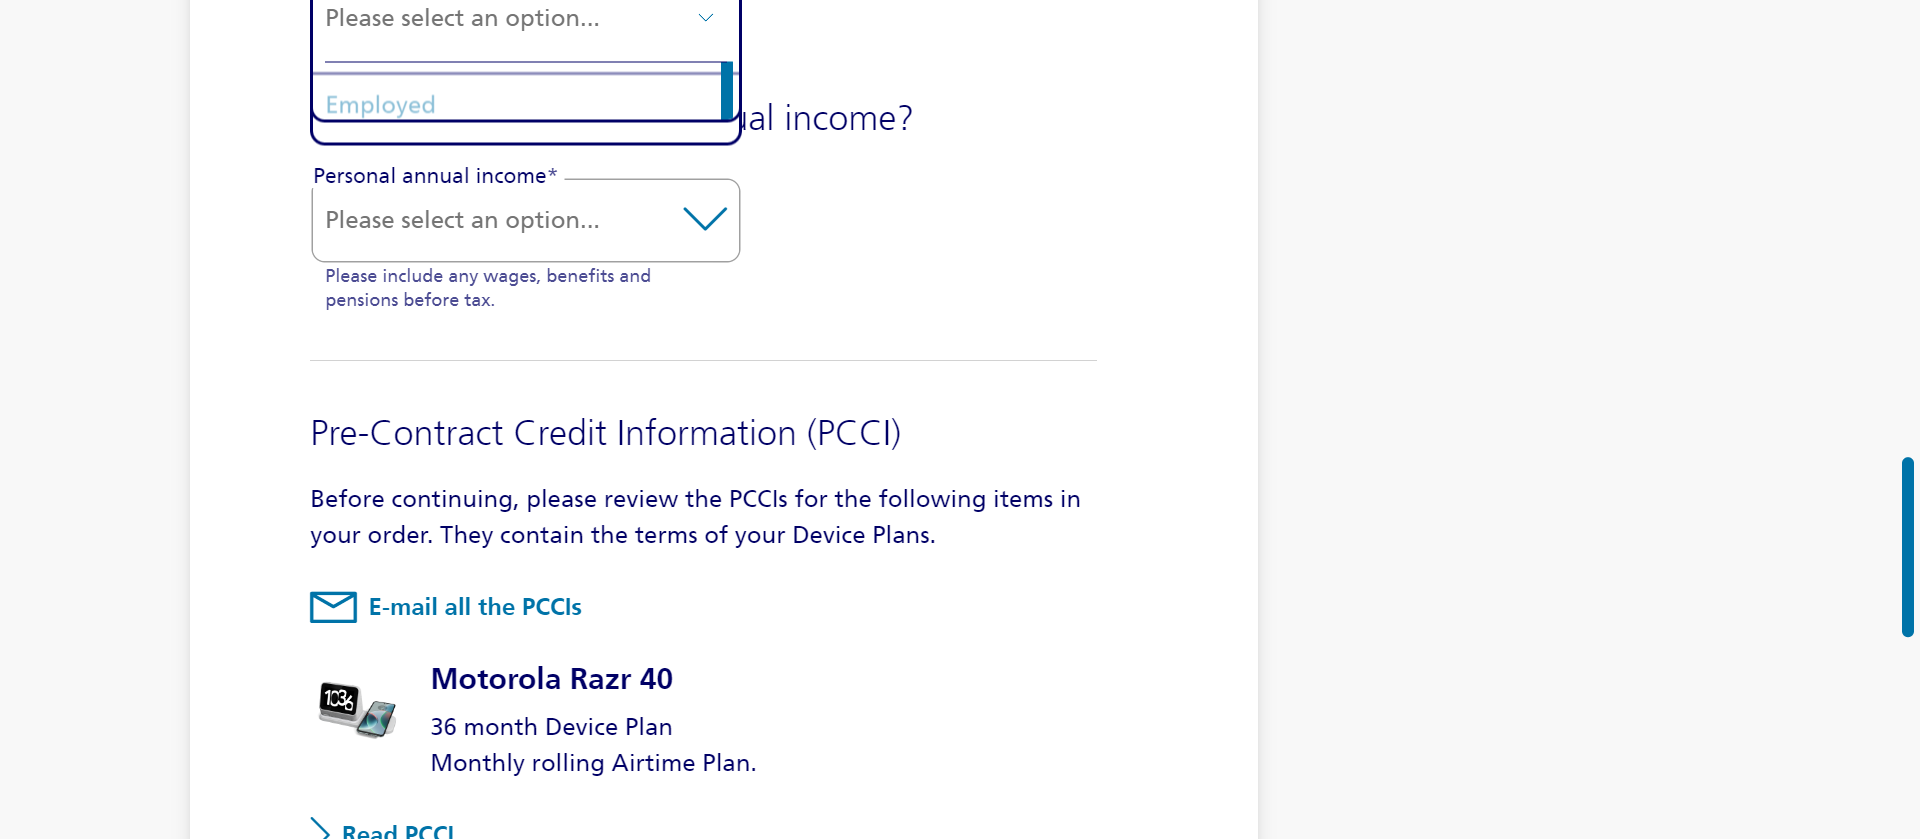 Please select an option...
Employed
ual income?
Personal annual income*
Please select an option...
Please include any wages, benefits and
pensions before tax.
Pre-Contract Credit Information (PCCI)
Before continuing, please review the PCCIs for the following items in
your order. They contain the terms of your Device Plans.
E-mail all the PCCIs
Motorola Razr 40
10:36
36 month Device Plan
Monthly rolling Airtime Plan.
Read PCCI